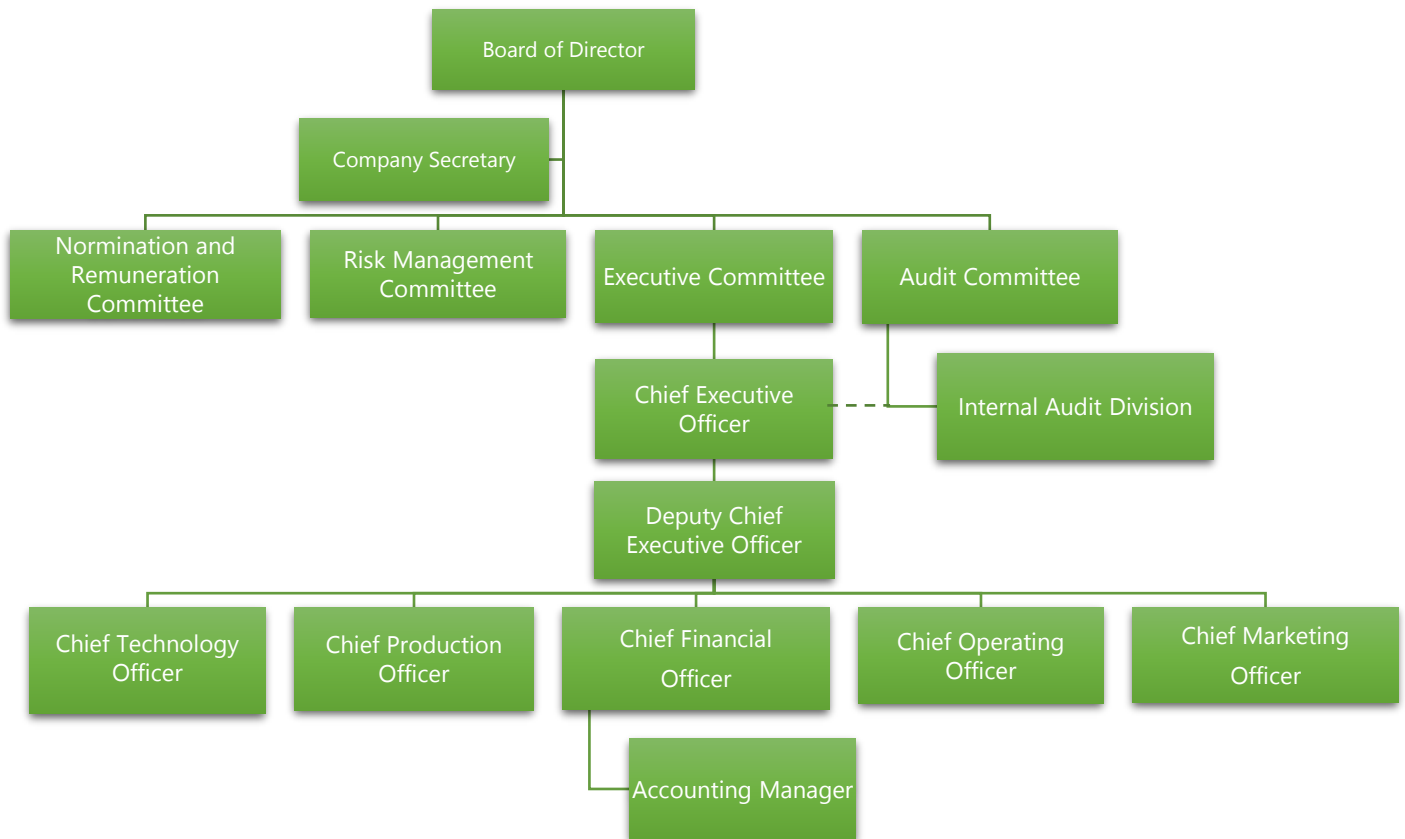 Board of Director
Company Secretary
Normination and
Remuneration
Committee
Risk Management
Committee
Executive Committee
Audit Committee
Chief Executive
Officer
Internal Audit Division
Deputy Chief
Executive Officer
Chief Technology
Officer
Chief Production
Officer
Chief Financial
Officer
Chief Operating
Officer
Chief Marketing
Officer
Accounting Manager